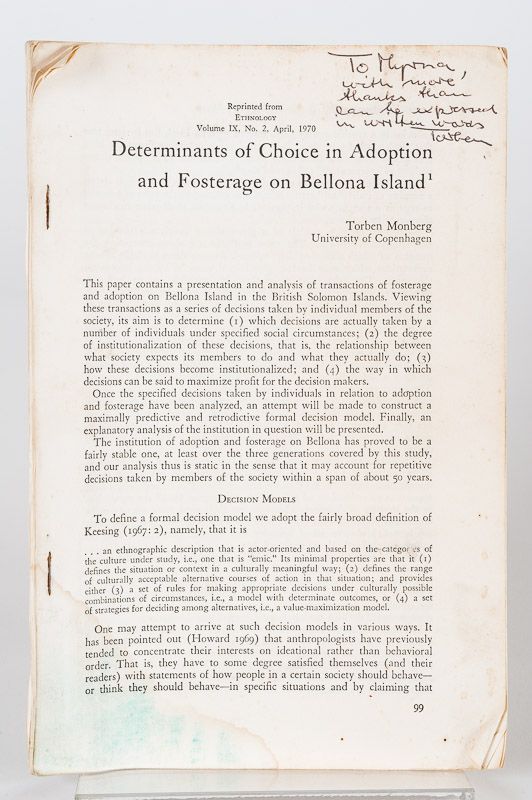 To Myrna,
with more
thanks than
can be expressed
in written words
Torben
Reprinted from
ETHNOLOGY
Volume IX, No. 2, April, 1970
Determinants of Choice in Adoption
and Fosterage on Bellona Island¹
Torben Monberg
University of Copenhagen
This paper contains a presentation and analysis of transactions of fosterage
and adoption on Bellona Island in the British Solomon Islands. Viewing
these transactions as a series of decisions taken by individual members of the
society, its aim is to determine (1) which decisions are actually taken by a
number of individuals under specified social circumstances; (2) the degree
of institutionalization of these decisions, that is, the relationship between
what society expects its members to do and what they actually do; (3)
how these decisions become institutionalized; and (4) the way in which
decisions can be said to maximize profit for the decision makers.
Once the specified decisions taken by individuals in relation to adoption
and fosterage have been analyzed, an attempt will be made to construct a
maximally predictive and retrodictive formal decision model. Finally, an
explanatory analysis of the institution in question will be presented.
The institution of adoption and fosterage on Bellona has proved to be a
fairly stable one, at least over the three generations covered by this study,
and our analysis thus is static in the sense that it may account for repetitive
decisions taken by members of the society within a span of about 50 years.
DECISION MODELS
To define a formal decision model we adopt the fairly broad definition of
Keesing (1967: 2), namely, that it is
. . . an ethnographic description that is actor-oriented and based on the categories of
the culture under study, i.e., one that is "emic." Its minimal properties are that it (1)
defines the situation or context in a culturally meaningful way; (2) defines the range
of culturally acceptable alternative courses of action in that situation; and provides
either (3) a set of rules for making appropriate decisions under culturally possible
combinations of circumstances, i.e., a model with determinate outcomes, or (4) a set
of strategies for deciding among alternatives, i.e., a value-maximization model.
One may attempt to arrive at such decision models in various ways. It
has been pointed out (Howard 1969) that anthropologists have previously
tended to concentrate their interests on ideational rather than behavioral
order. That is, they have to some degree satisfied themselves (and their
readers) with statements of how people in a certain society should behave—
or think they should behave—in specific situations and by claiming that
99